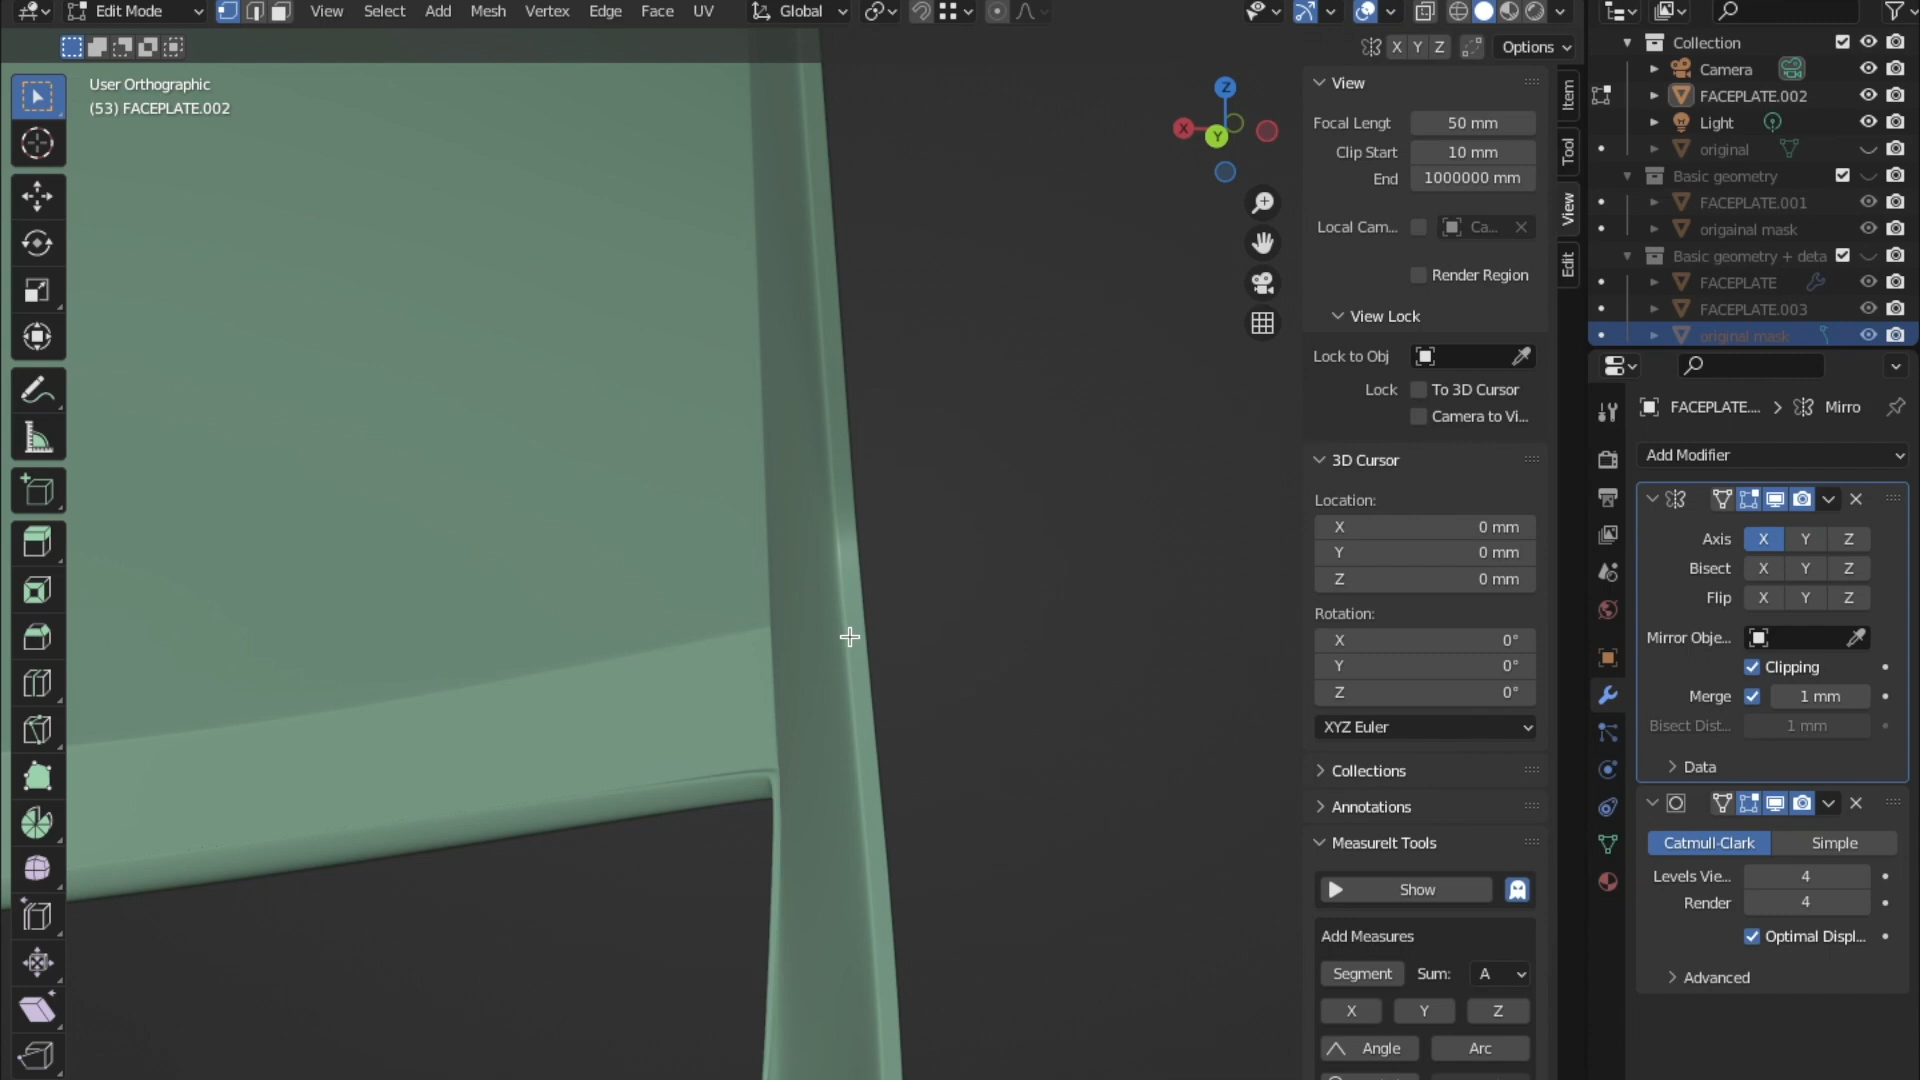 Edit Mode View Select Add Mesh Vertex Edge Face UV Global
X Y Z Options
User Orthographic
(53) FACEPLATE.002
Z
X
Y
View
Focal Lengt 50 mm
Clip Start 10 mm
End 1000000 mm
Local Cam... Ca...
Render Region
View Lock
Lock to Obj
Lock To 3D Cursor
Camera to Vi...
3D Cursor
Location:
X 0 mm
Y 0 mm
Z 0 mm
Rotation:
X 0°
Y 0°
Z 0°
XYZ Euler
Collections
Annotations
MeasureIt Tools
Show
Add Measures
Segment Sum: A
X Y Z
Angle Arc
Item
Tool
View
Edit
Collection
Camera
FACEPLATE.002
Light
original
Basic geometry
FACEPLATE.001
origainal mask
Basic geometry + deta
FACEPLATE
FACEPLATE.003
original mask
FACEPLATE.... Mirro
Add Modifier
Axis X Y Z
Bisect X Y Z
Flip X Y Z
Mirror Obje...
Clipping
Merge 1 mm
Bisect Dist... 1 mm
Data
Catmull-Clark Simple
Levels Vie... 4
Render 4
Optimal Displ...
Advanced